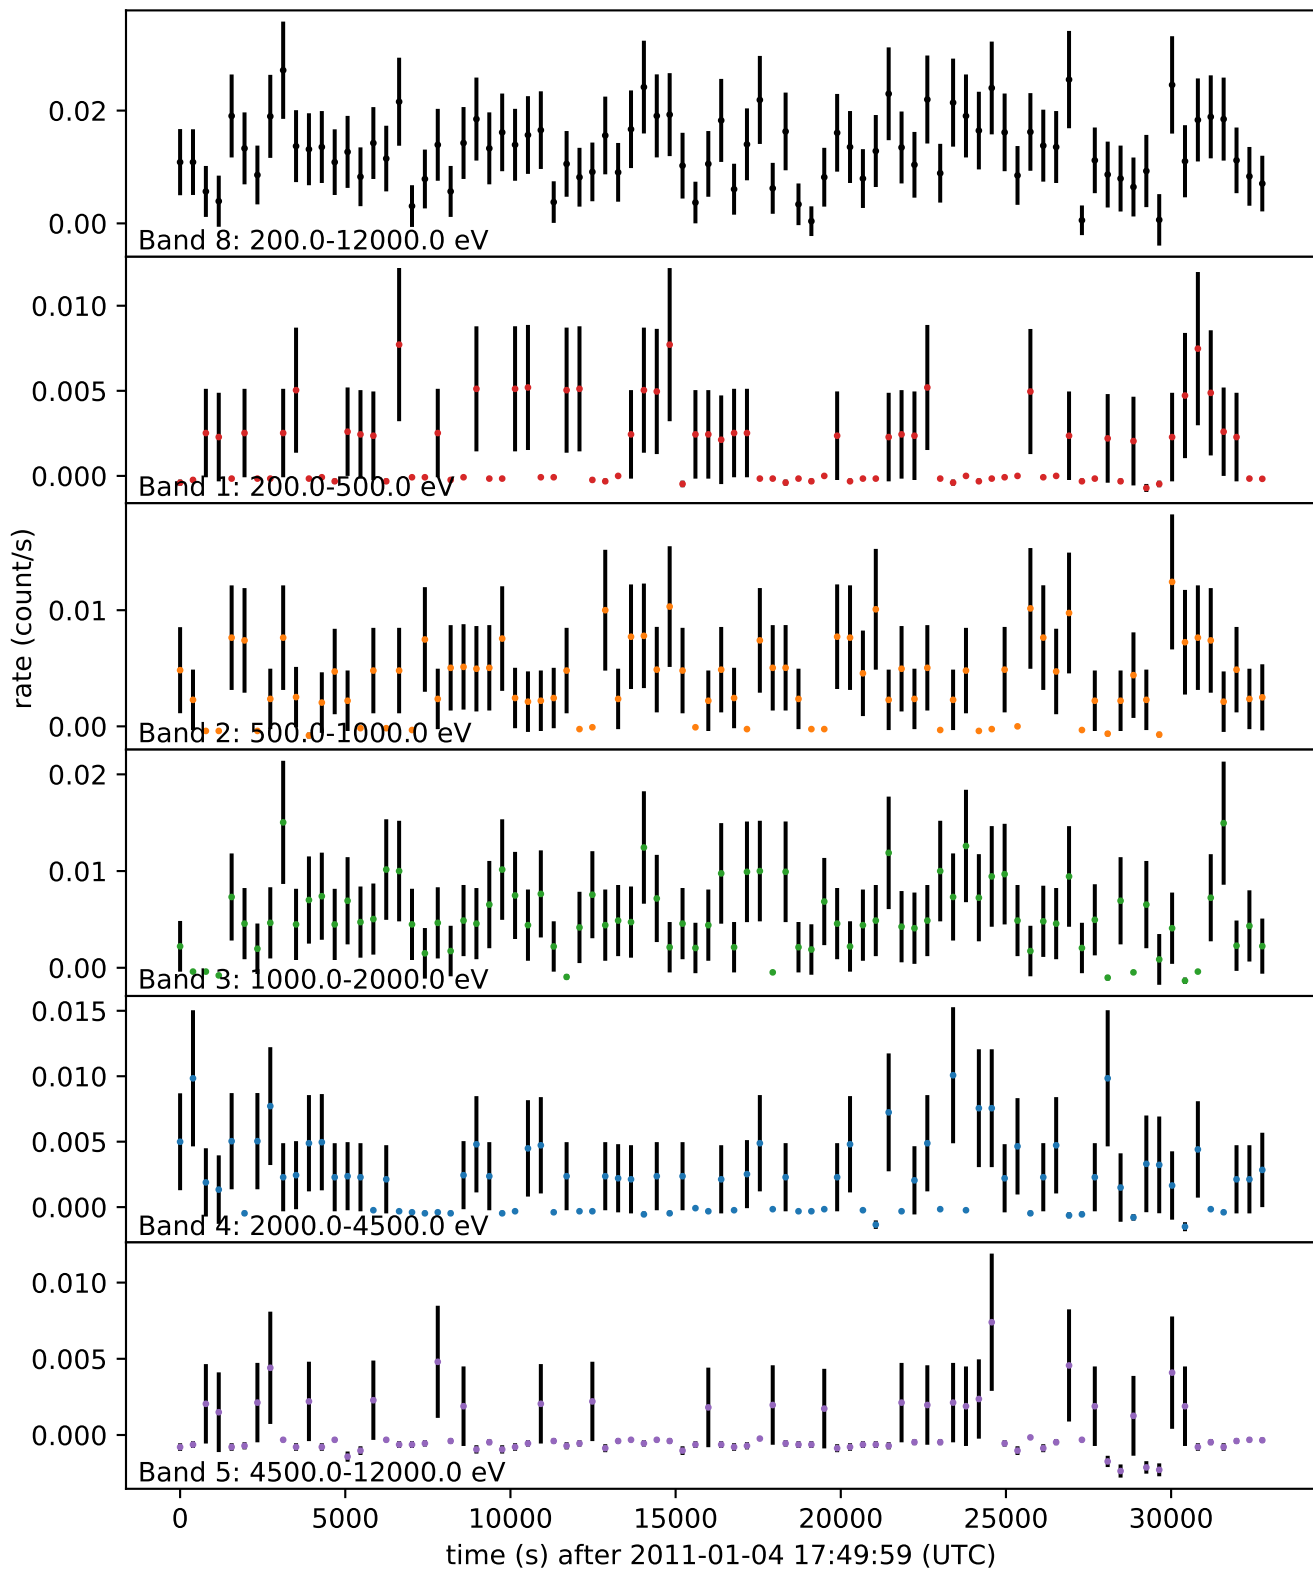 0.02
0.00
Band 8: 200.0-12000.0 eV
0.010
0.005
0.000
Band 1: 200.0-500.0 eV
rate (count/s)
0.01
0.00
Band 2: 500.0-1000.0 eV
0.02
0.01
0.00
Band 3: 1000.0-2000.0 eV
0.015
0.010
0.005
0.000
Band 4: 2000.0-4500.0 eV
0.010
0.005
0.000
Band 5: 4500.0-12000.0 eV
0 5000 10000 15000 20000 25000 30000
time (s) after 2011-01-04 17:49:59 (UTC)